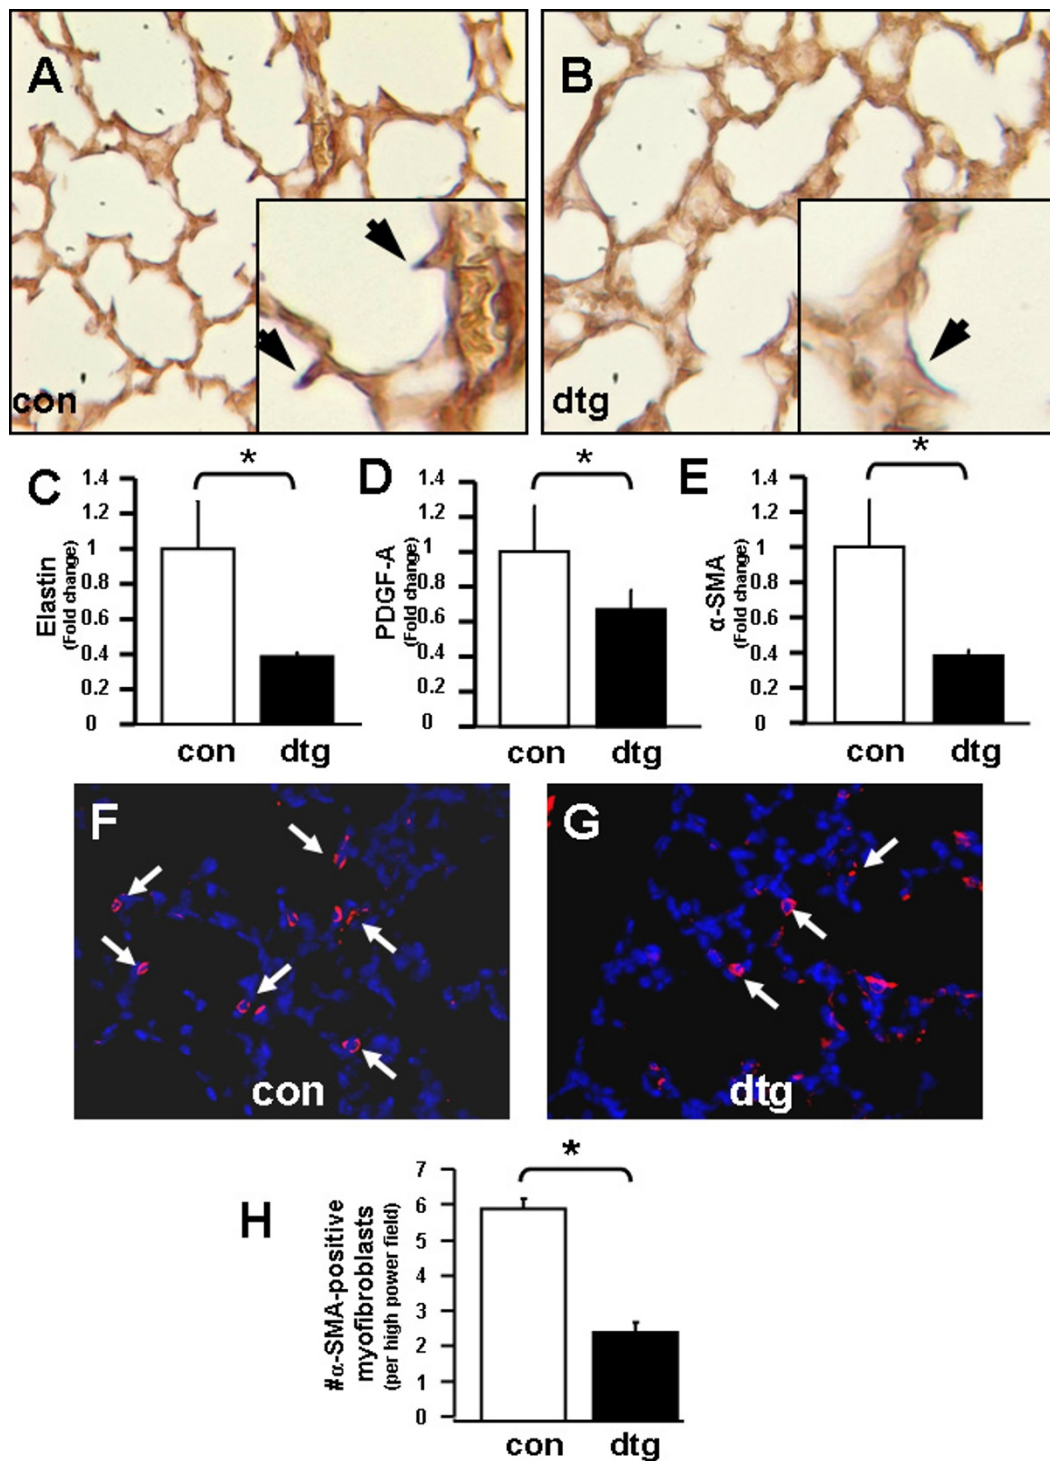 A
con
B
dtg
C
*
1.4
1.2
1
0.8
0.6
0.4
0.2
0
Elastin
(Fold change)
con
dtg
D
*
1.4
1.2
1
0.8
0.6
0.4
0.2
0
PDGF-A
(Fold change)
con
dtg
E
*
1.4
1.2
1
0.8
0.6
0.4
0.2
0
α-SMA
(Fold change)
con
dtg
F
con
G
dtg
H
*
7
6
5
4
3
2
1
0
#α-SMA-positive
myofibroblasts
(per high power field)
con
dtg